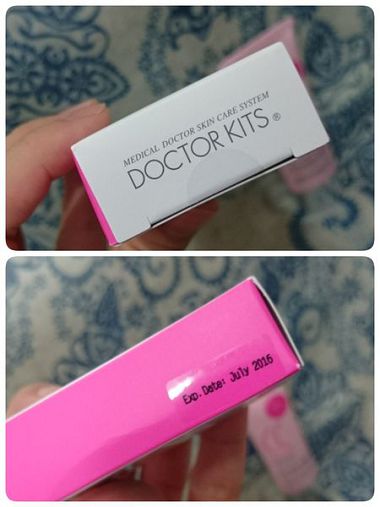 MEDICAL DOCTOR SKIN CARE SYSTEM
DOCTOR KITS®
Exp.Date: July 2016